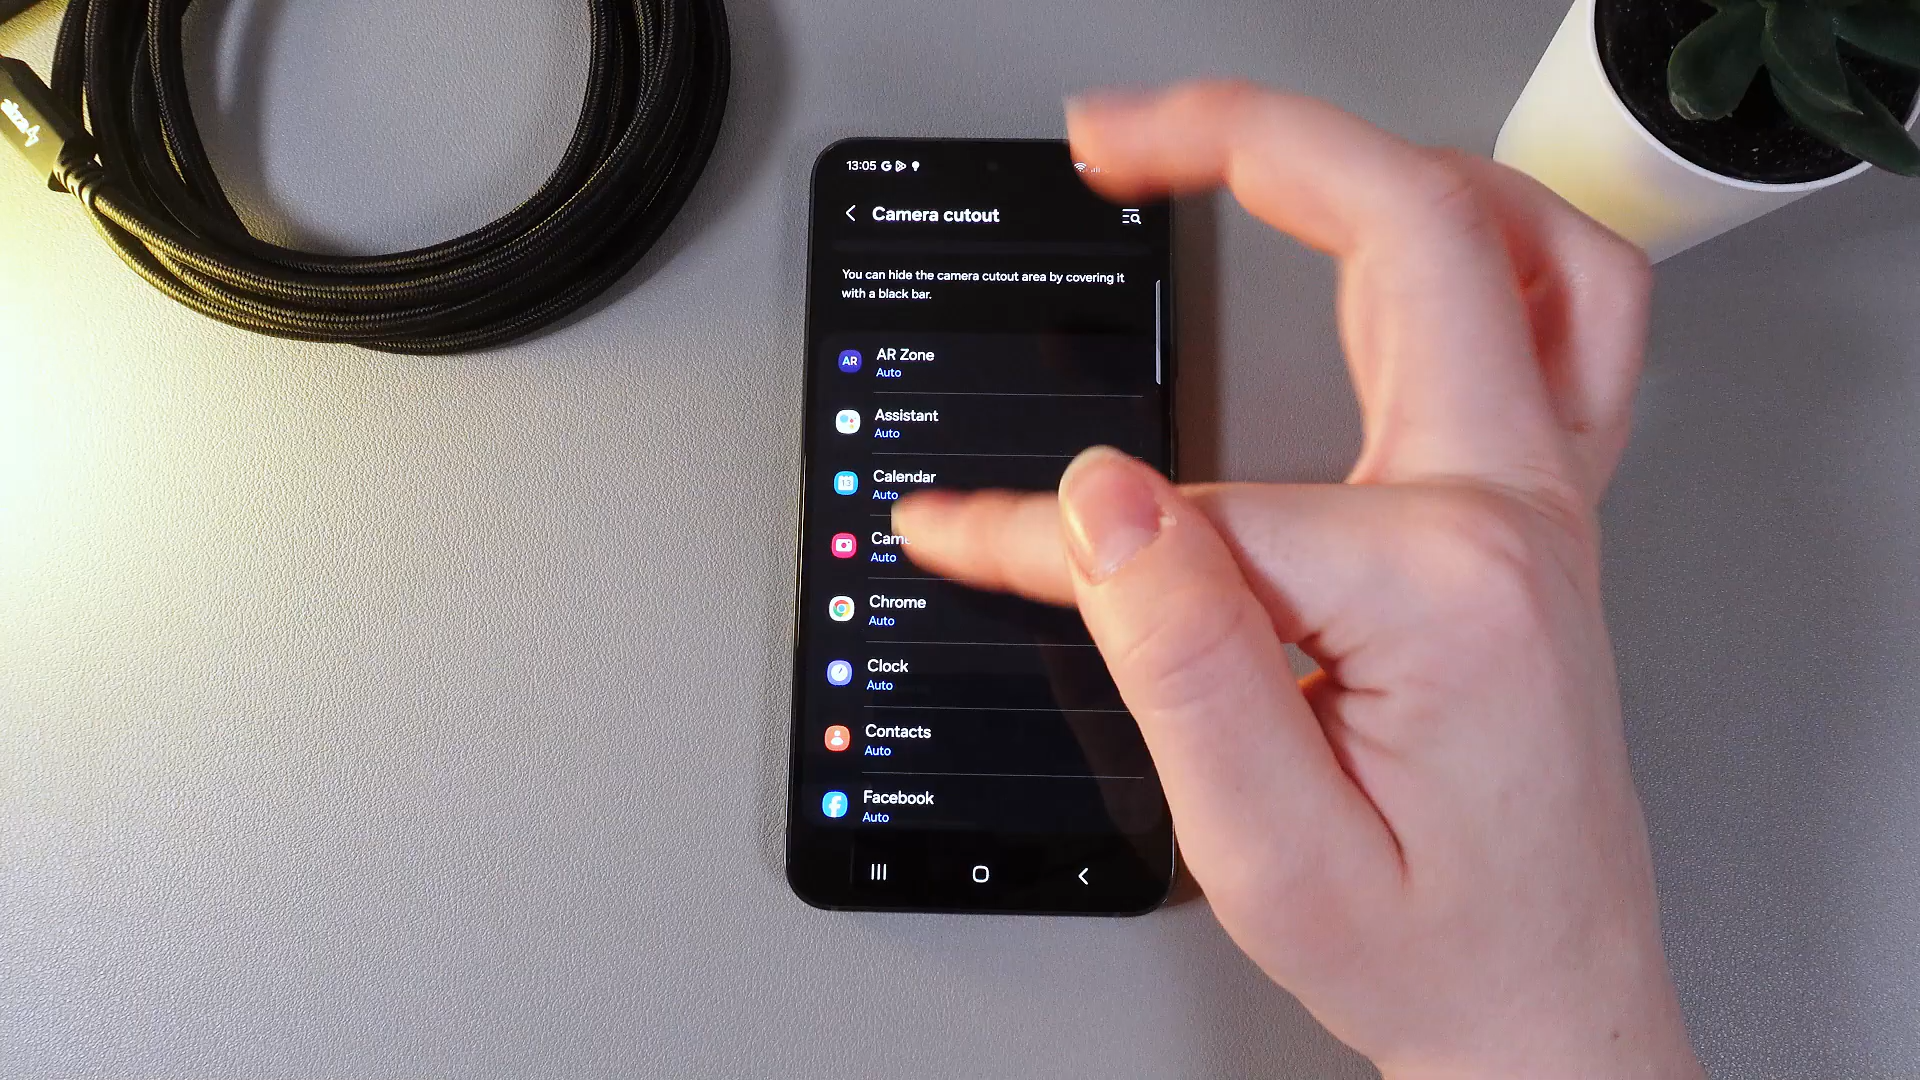 13:05
Camera cutout
You can hide the camera cutout area by covering it
with a black bar.
AR
AR Zone
Auto
Assistant
Auto
13
Calendar
Auto
Auto
Chrome
Auto
Clock
Auto
Contacts
Auto
Facebook
Auto